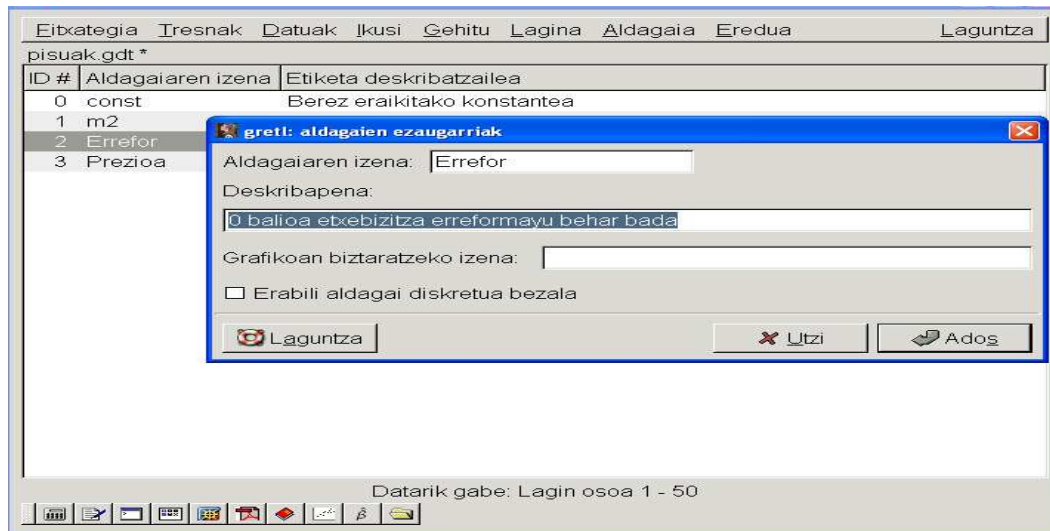 Eitxategia Tresnak Datuak Ikusi Gehitu Lagina Aldagaia Eredua Laguntza
pisuak.gdt *
ID # Aldagaiaren izena Etiketa deskribatzailea
0 const Berez eraikitako konstantea
1 m2
2 Errefor
3 Prezioa
gretl: aldagaien ezaugarriak
Aldagaiaren izena: Errefor
Deskribapena:
0 balioa etxebizitza erreformayu behar bada
Grafikoan biztaratzeko izena:
Erabili aldagai diskretua bezala
Laguntza Utzi Ados
Datarik gabe: Lagin osoa 1 - 50
β